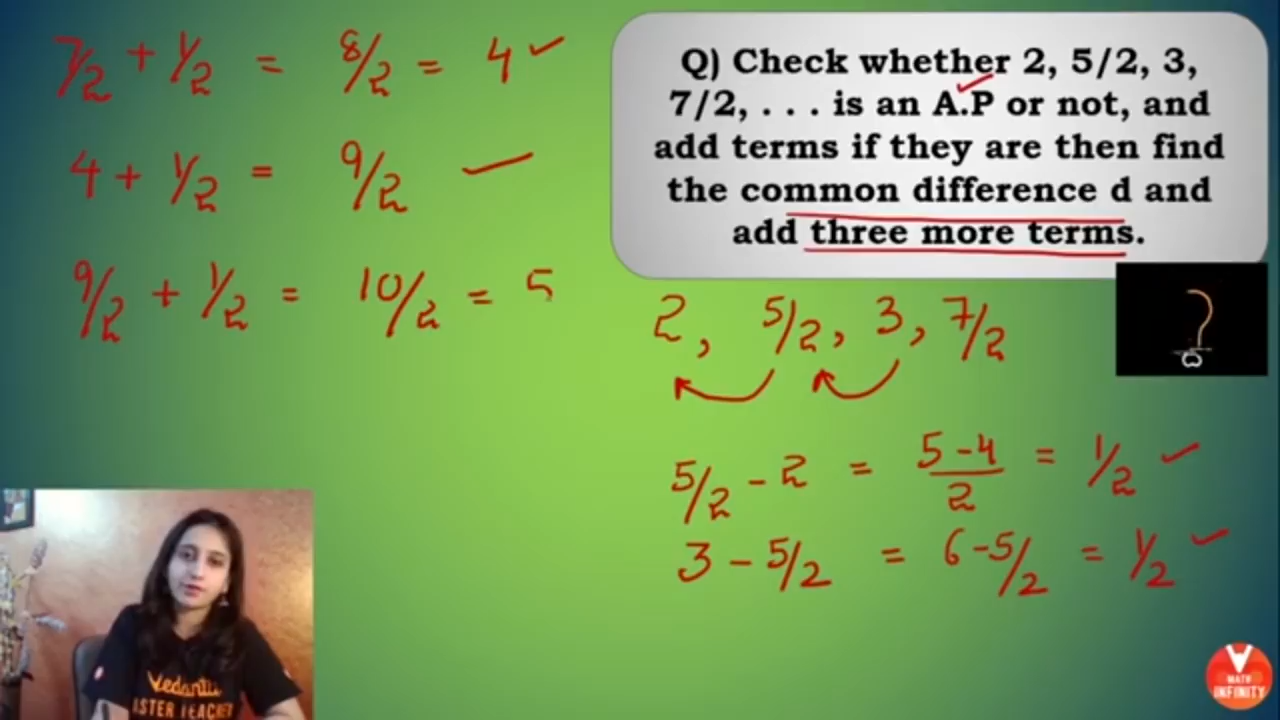 7/2 + 1/2 = 8/2 = 4 ✓
4 + 1/2 = 9/2
9/2 + 1/2 = 10/2 = 5
Q) Check whether 2, 5/2, 3,
7/2, . . . is an A.P or not, and
add terms if they are then find
the common difference d and
add three more terms.
2, 5/2, 3, 7/2
5/2 - 2 = 5-4/2 = 1/2 ✓
3 - 5/2 = 6-5/2 = 1/2 ✓
?
Vedantu
MASTER TEACHER
MATH
INFINITY